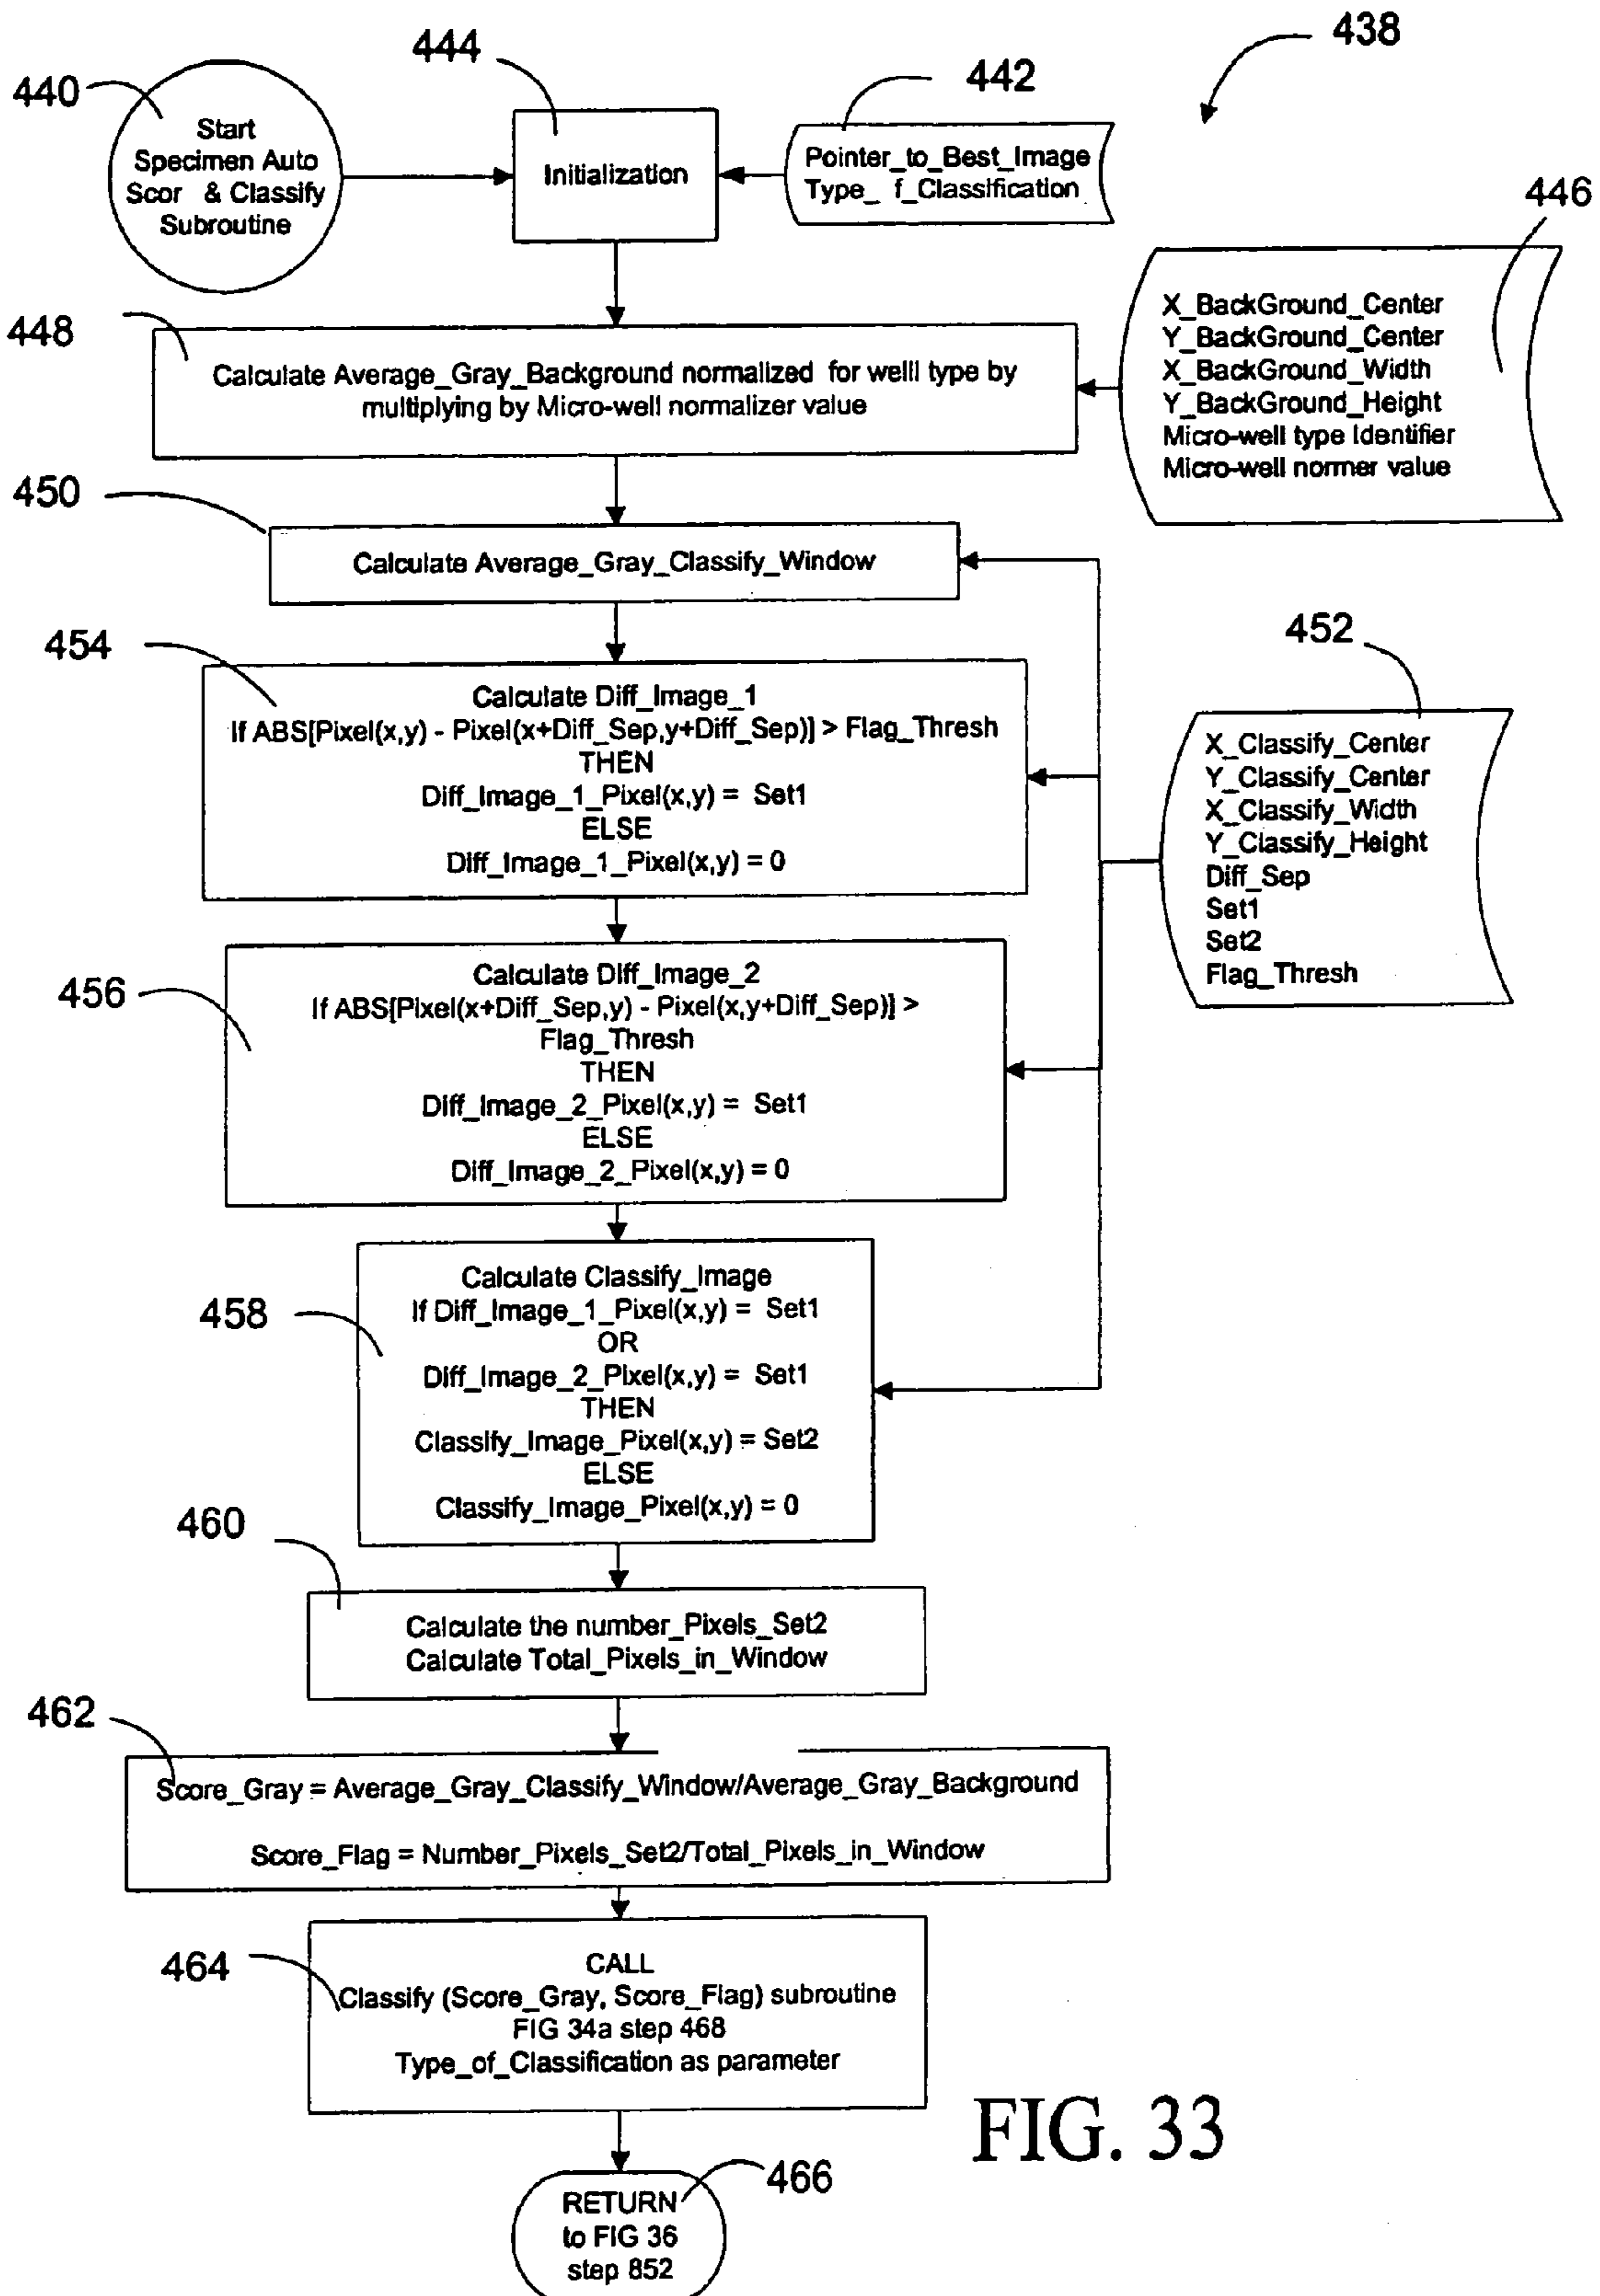 438
444
442
440
Start
Specimen Auto
Scor & Classify
Subroutine
Initialization
Pointer_to_Best_Image
Type_ f_Classification
446
X_BackGround_Center
Y_BackGround_Center
X_BackGround_Width
Y_BackGround_Height
Micro-well type Identifier
Micro-well normer value
448
Calculate Average_Gray_Background normalized for welll type by
multiplying by Micro-well normalizer value
450
Calculate Average_Gray_Classify_Window
452
X_Classify_Center
Y_Classify_Center
X_Classify_Width
Y_Classify_Height
Diff_Sep
Set1
Set2
Flag_Thresh
454
Calculate Diff_Image_1
If ABS[Pixel(x,y) - Pixel(x+Diff_Sep,y+Diff_Sep)] > Flag_Thresh
THEN
Diff_Image_1_Pixel(x,y) = Set1
ELSE
Diff_Image_1_Pixel(x,y) = 0
456
Calculate Diff_Image_2
If ABS[Pixel(x+Diff_Sep,y) - Pixel(x,y+Diff_Sep)] >
Flag_Thresh
THEN
Diff_Image_2_Pixel(x,y) = Set1
ELSE
Diff_Image_2_Pixel(x,y) = 0
458
Calculate Classify_Image
If Diff_Image_1_Pixel(x,y) = Set1
OR
Diff_Image_2_Pixel(x,y) = Set1
THEN
Classify_Image_Pixel(x,y) = Set2
ELSE
Classify_Image_Pixel(x,y) = 0
460
Calculate the number_Pixels_Set2
Calculate Total_Pixels_in_Window
462
Score_Gray = Average_Gray_Classify_Window/Average_Gray_Background
Score_Flag = Number_Pixels_Set2/Total_Pixels_in_Window
464
CALL
Classify (Score_Gray, Score_Flag) subroutine
FIG 34a step 468
Type_of_Classification as parameter
466
RETURN
to FIG 36
step 852
FIG. 33